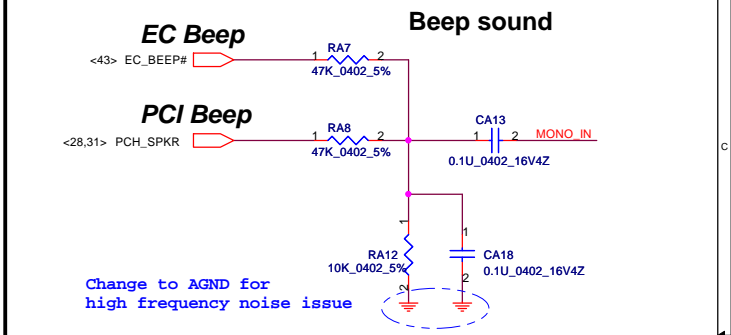 Beep sound
EC Beep
<43> EC_BEEP#
1 RA7 2
47K_0402_5%
PCI Beep
<28,31> PCH_SPKR
1 RA8 2
47K_0402_5%
CA13
1 2 MONO_IN
0.1U_0402_16V4Z
C
1
RA12
10K_0402_5%
2
1
CA18
0.1U_0402_16V4Z
2
Change to AGND for
high frequency noise issue